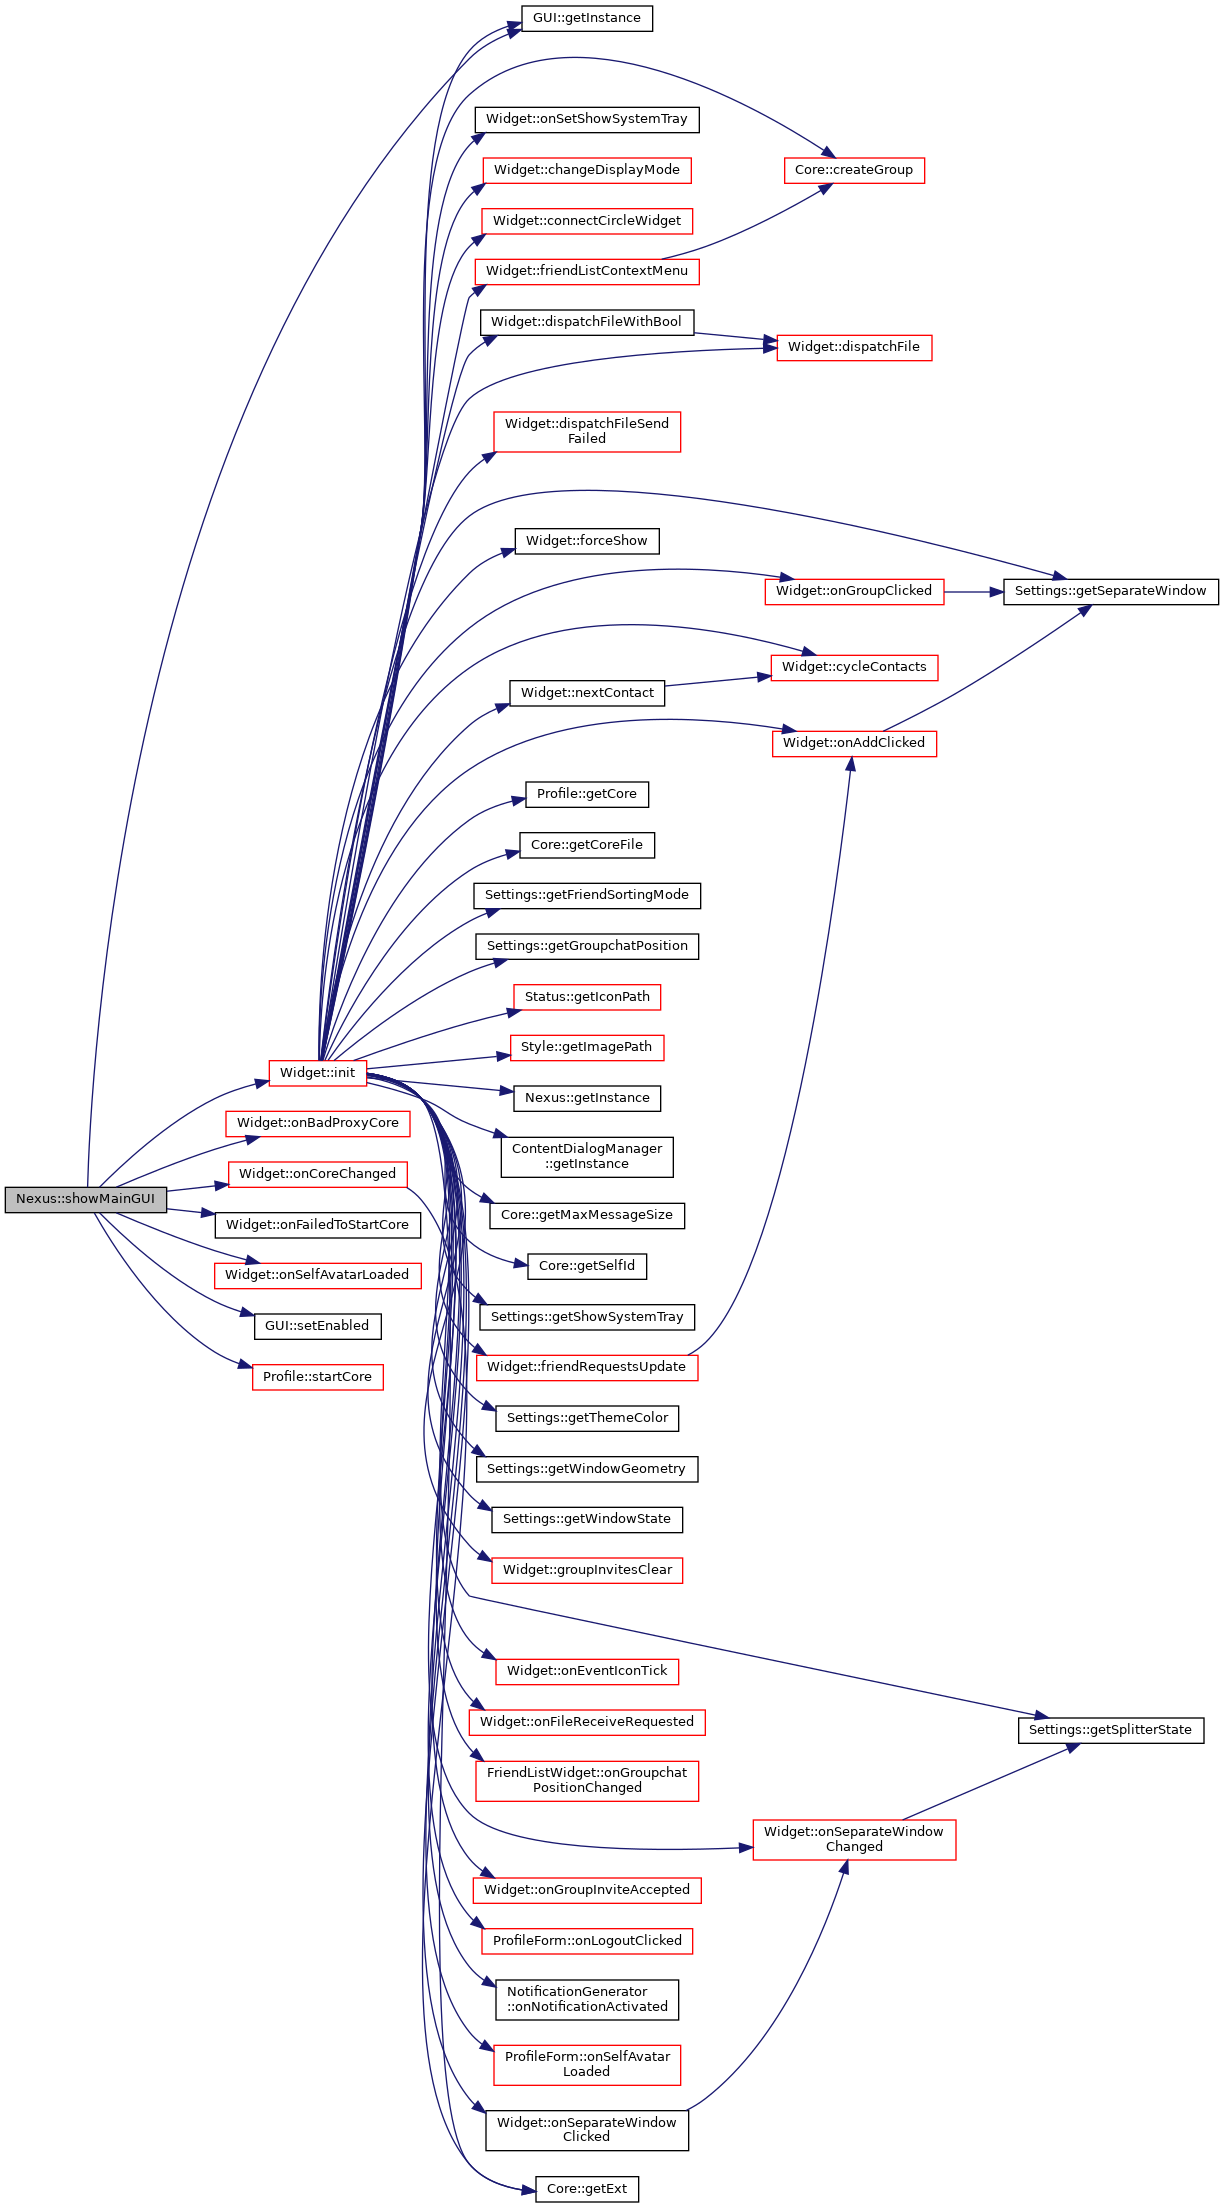 GUI::getInstance
Widget::onSetShowSystemTray
Widget::changeDisplayMode
Core::createGroup
Widget::connectCircleWidget
Widget::friendListContextMenu
Widget::dispatchFileWithBool
Widget::dispatchFile
Widget::dispatchFileSend
Failed
Widget::forceShow
Widget::onGroupClicked
Settings::getSeparateWindow
Widget::cycleContacts
Widget::nextContact
Widget::onAddClicked
Profile::getCore
Core::getCoreFile
Settings::getFriendSortingMode
Settings::getGroupchatPosition
Status::getIconPath
Style::getImagePath
Widget::init
Nexus::getInstance
Widget::onBadProxyCore
ContentDialogManager
::getInstance
Widget::onCoreChanged
Nexus::showMainGUI
Core::getMaxMessageSize
Widget::onFailedToStartCore
Core::getSelfId
Widget::onSelfAvatarLoaded
Settings::getShowSystemTray
GUI::setEnabled
Widget::friendRequestsUpdate
Profile::startCore
Settings::getThemeColor
Settings::getWindowGeometry
Settings::getWindowState
Widget::groupInvitesClear
Widget::onEventIconTick
Widget::onFileReceiveRequested
Settings::getSplitterState
FriendListWidget::onGroupchat
PositionChanged
Widget::onSeparateWindow
Changed
Widget::onGroupInviteAccepted
ProfileForm::onLogoutClicked
NotificationGenerator
::onNotificationActivated
ProfileForm::onSelfAvatar
Loaded
Widget::onSeparateWindow
Clicked
Core::getExt